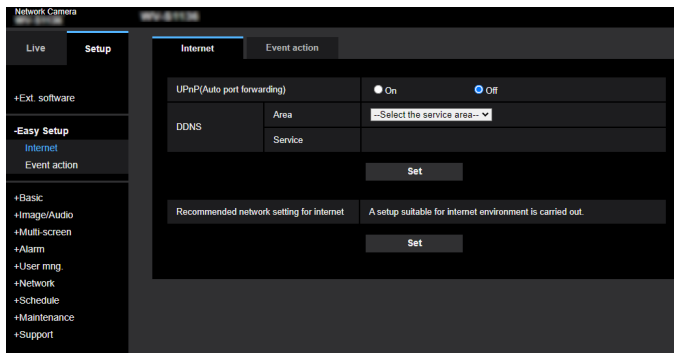 Network Camera
Live
Setup
+Ext. software
-Easy Setup
Internet
Event action
+Basic
+Image/Audio
+Multi-screen
+Alarm
+User mng.
+Network
+Schedule
+Maintenance
+Support
Internet
Event action
UPnP(Auto port forwarding)
On
Off
DDNS
Area
--Select the service area--
Service
Set
Recommended network setting for internet
A setup suitable for internet environment is carried out.
Set